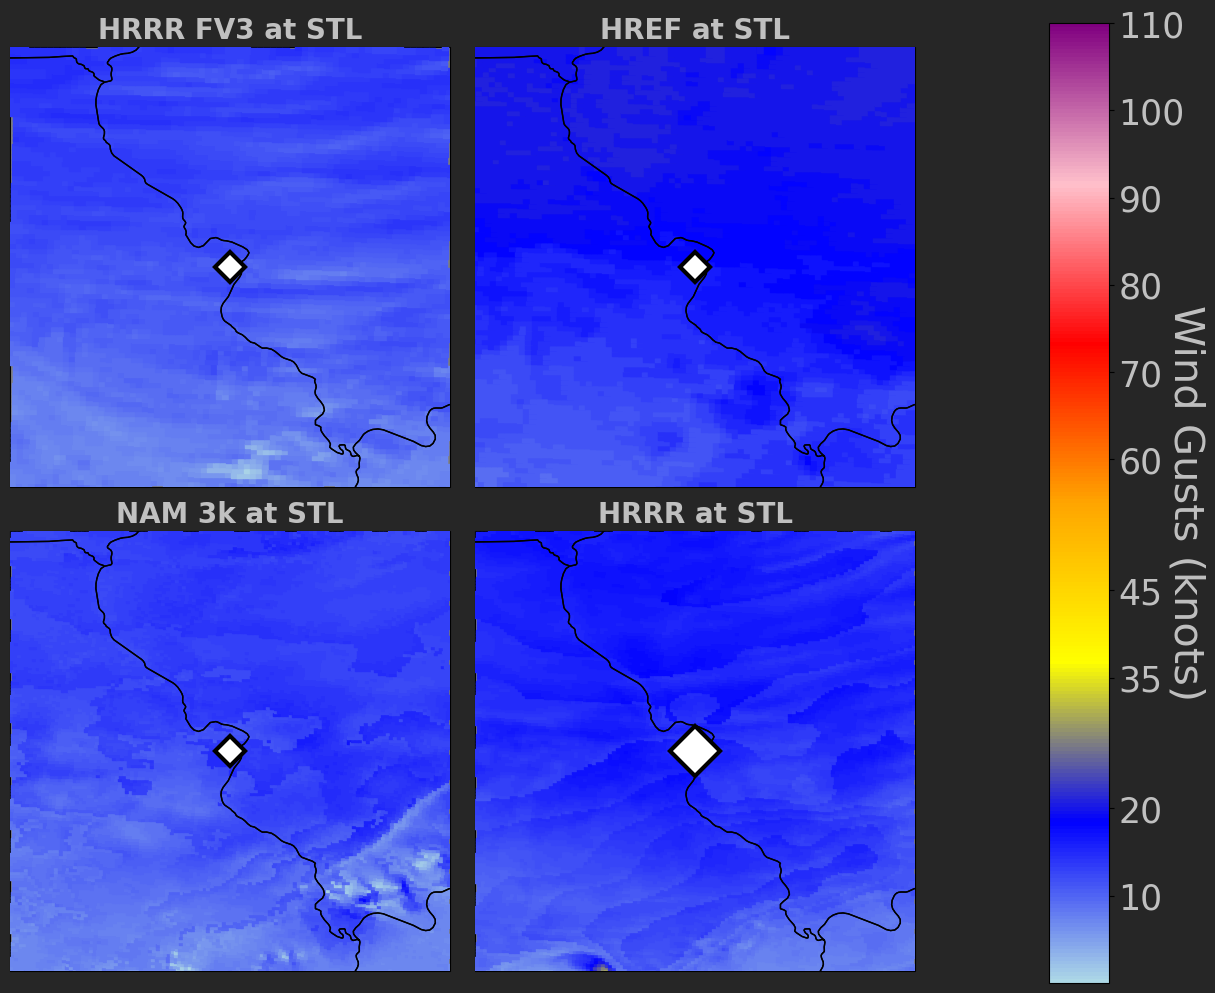 HRRR FV3 at STL
HREF at STL
NAM 3k at STL
HRRR at STL
110
100
90
80
70
60
45
35
20
10
Wind Gusts (knots)